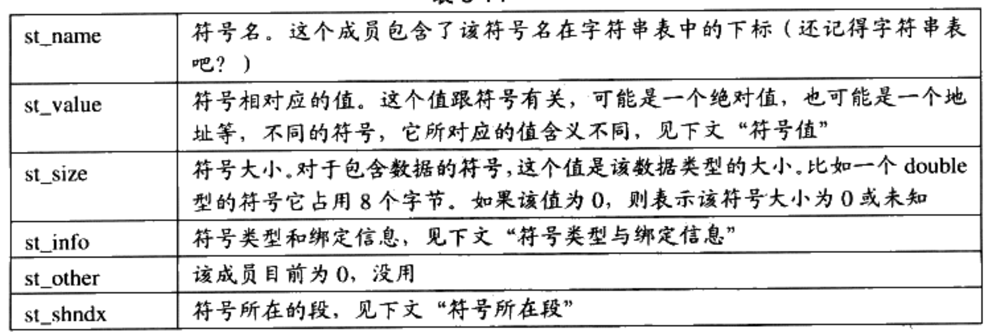 st_name
符号名。这个成员包含了该符号名在字符串表中的下标（还记得字符串表
吧？）
st_value
符号相对应的值。这个值跟符号有关，可能是一个绝对值，也可能是一个地
址等，不同的符号，它所对应的值含义不同，见下文“符号值”
st_size
符号大小。对于包含数据的符号，这个值是该数据类型的大小。比如一个 double
型的符号它占用 8 个字节。如果该值为 0，则表示该符号大小为 0 或未知
st_info
符号类型和绑定信息，见下文“符号类型与绑定信息”
st_other
该成员目前为 0，没用
st_shndx
符号所在的段，见下文“符号所在段”